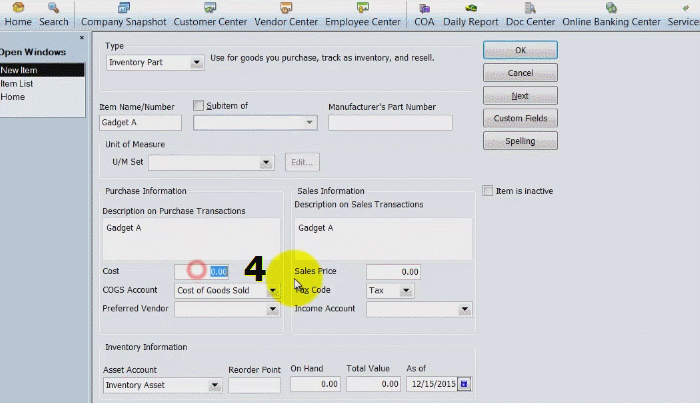 Home Search Company Snapshot Customer Center Vendor Center Employee Center COA Daily Report Doc Center Online Banking Center Service
Open Windows ×
New Item
Item List
Home
Type
Inventory Part Use for goods you purchase, track as inventory, and resell.
OK
Cancel
Next
Custom Fields
Spelling
Item Name/Number Subitem of Manufacturer's Part Number
Gadget A
Unit of Measure
U/M Set Edit...
Purchase Information
Description on Purchase Transactions
Gadget A
Cost 0.00 4
COGS Account Cost of Goods Sold
Preferred Vendor
Sales Information
Description on Sales Transactions
Gadget A
Sales Price 0.00
Tax Code Tax
Income Account
Item is inactive
Inventory Information
Asset Account Reorder Point On Hand Total Value As of
Inventory Asset 0.00 0.00 12/15/2015